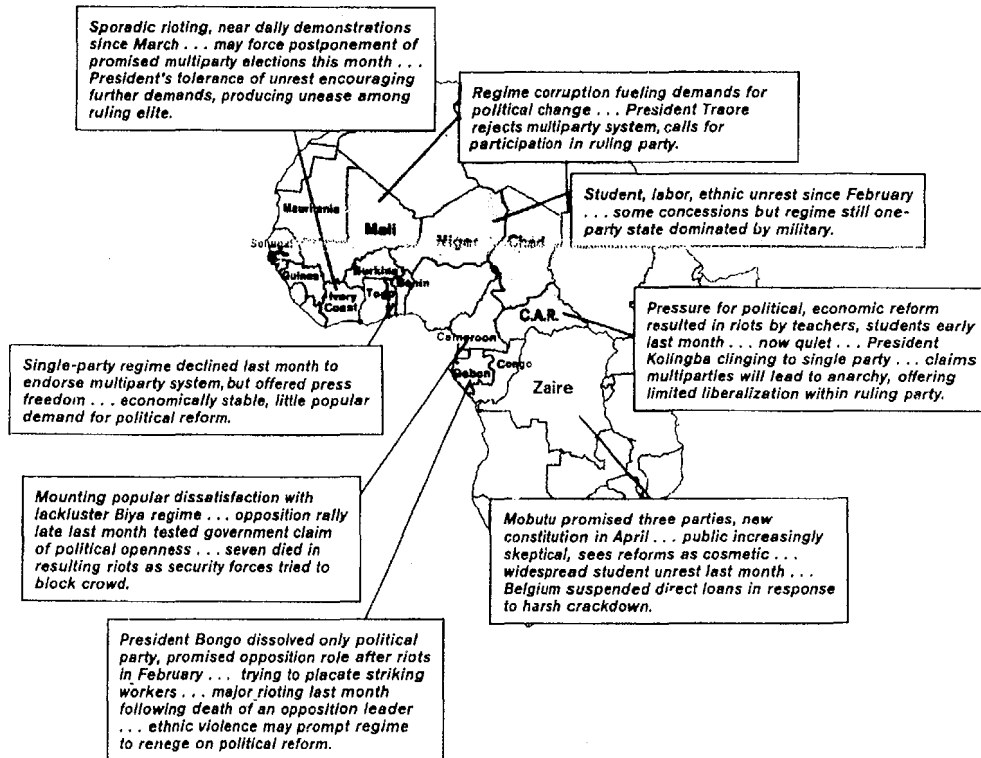 Sporadic rioting, near daily demonstrations
since March . . . may force postponement of
promised multiparty elections this month . . .
President's tolerance of unrest encouraging
further demands, producing unease among
ruling elite.
Regime corruption fueling demands for
political change . . . President Traore
rejects multiparty system, calls for
participation in ruling party.
Student, labor, ethnic unrest since February
. . . some concessions but regime still one-
party state dominated by military.
Mauritania
Mali
Niger
Chad
Senegal
Guinea
Burkina
Benin
Ivory
Coast
Togo
C.A.R.
Cameroon
Gabon
Congo
Zaire
Pressure for political, economic reform
resulted in riots by teachers, students early
last month . . . now quiet . . . President
Kolingba clinging to single party . . . claims
multiparties will lead to anarchy, offering
limited liberalization within ruling party.
Single-party regime declined last month to
endorse multiparty system, but offered press
freedom . . . economically stable, little popular
demand for political reform.
Mounting popular dissatisfaction with
lackluster Biya regime . . . opposition rally
late last month tested government claim
of political openness . . . seven died in
resulting riots as security forces tried to
block crowd.
Mobutu promised three parties, new
constitution in April . . . public increasingly
skeptical, sees reforms as cosmetic . . .
widespread student unrest last month . . .
Belgium suspended direct loans in response
to harsh crackdown.
President Bongo dissolved only political
party, promised opposition role after riots
in February . . . trying to placate striking
workers . . . major rioting last month
following death of an opposition leader
. . . ethnic violence may prompt regime
to renege on political reform.